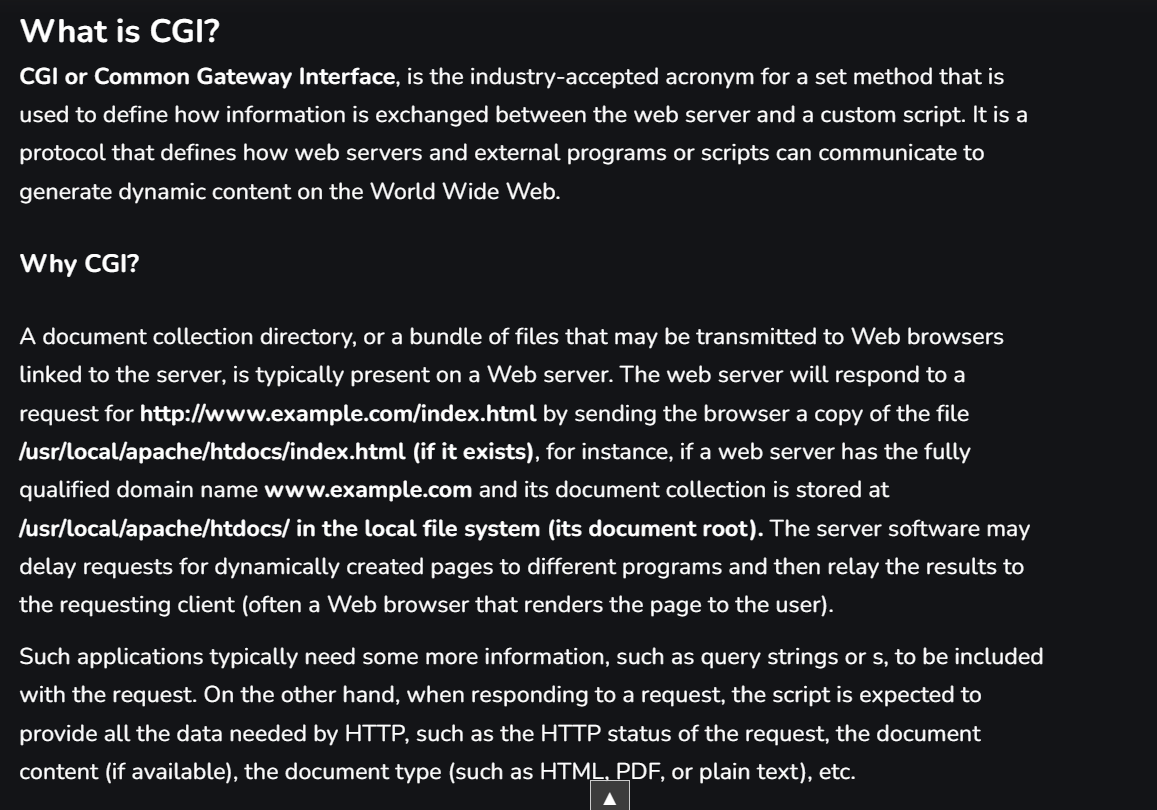 What is CGI?
CGI or Common Gateway Interface, is the industry-accepted acronym for a set method that is
used to define how information is exchanged between the web server and a custom script. It is a
protocol that defines how web servers and external programs or scripts can communicate to
generate dynamic content on the World Wide Web.
Why CGI?
A document collection directory, or a bundle of files that may be transmitted to Web browsers
linked to the server, is typically present on a Web server. The web server will respond to a
request for http://www.example.com/index.html by sending the browser a copy of the file
/usr/local/apache/htdocs/index.html (if it exists), for instance, if a web server has the fully
qualified domain name www.example.com and its document collection is stored at
/usr/local/apache/htdocs/ in the local file system (its document root). The server software may
delay requests for dynamically created pages to different programs and then relay the results to
the requesting client (often a Web browser that renders the page to the user).
Such applications typically need some more information, such as query strings or s, to be included
with the request. On the other hand, when responding to a request, the script is expected to
provide all the data needed by HTTP, such as the HTTP status of the request, the document
content (if available), the document type (such as HTML, PDF, or plain text), etc.